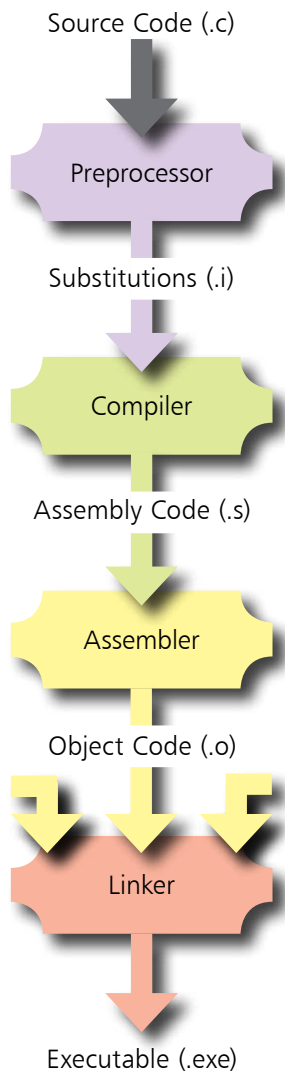 Source Code (.c)
Preprocessor
Substitutions (.i)
Compiler
Assembly Code (.s)
Assembler
Object Code (.o)
Linker
Executable (.exe)